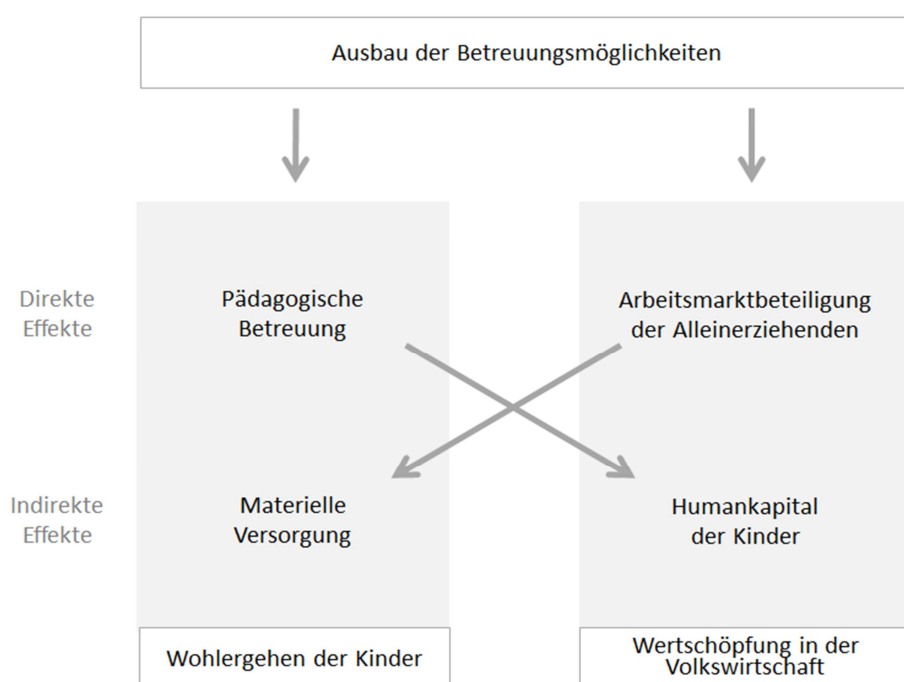 Ausbau der Betreuungsmöglichkeiten
Direkte
Effekte
Pädagogische
Betreuung
Arbeitsmarktbeteiligung
der Alleinerziehenden
Indirekte
Effekte
Materielle
Versorgung
Humankapital
der Kinder
Wohlergehen der Kinder
Wertschöpfung in der
Volkswirtschaft